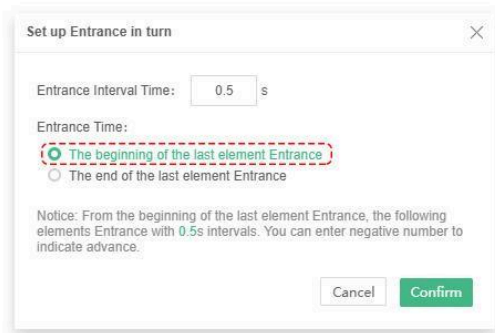 Set up Entrance in turn
Entrance Interval Time: 0.5 s
Entrance Time:
The beginning of the last element Entrance
The end of the last element Entrance
Notice: From the beginning of the last element Entrance, the following
elements Entrance with 0.5s intervals. You can enter negative number to
indicate advance.
Cancel Confirm